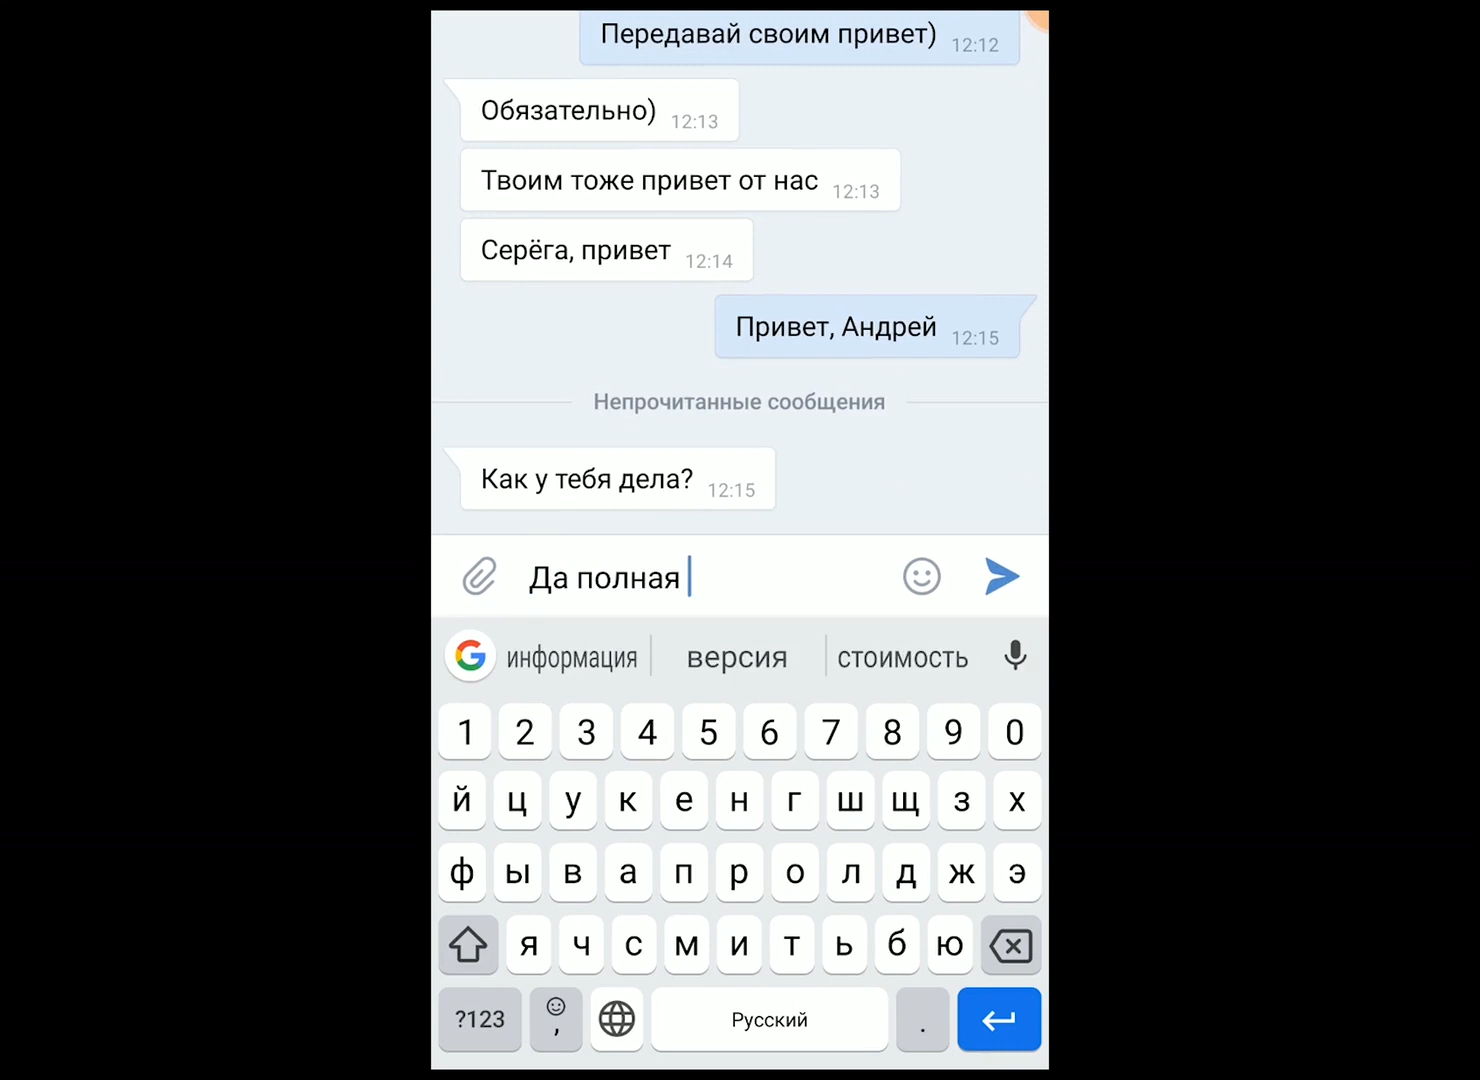 Передавай своим привет) 12:12
Обязательно) 12:13
Твоим тоже привет от нас 12:13
Серёга, привет 12:14
Привет, Андрей 12:15
Непрочитанные сообщения
Как у тебя дела? 12:15
Да полная
информация версия стоимость
1 2 3 4 5 6 7 8 9 0
й ц у к е н г ш щ з х
ф ы в а п р о л д ж э
я ч с м и т ь б ю
?123 , Русский .